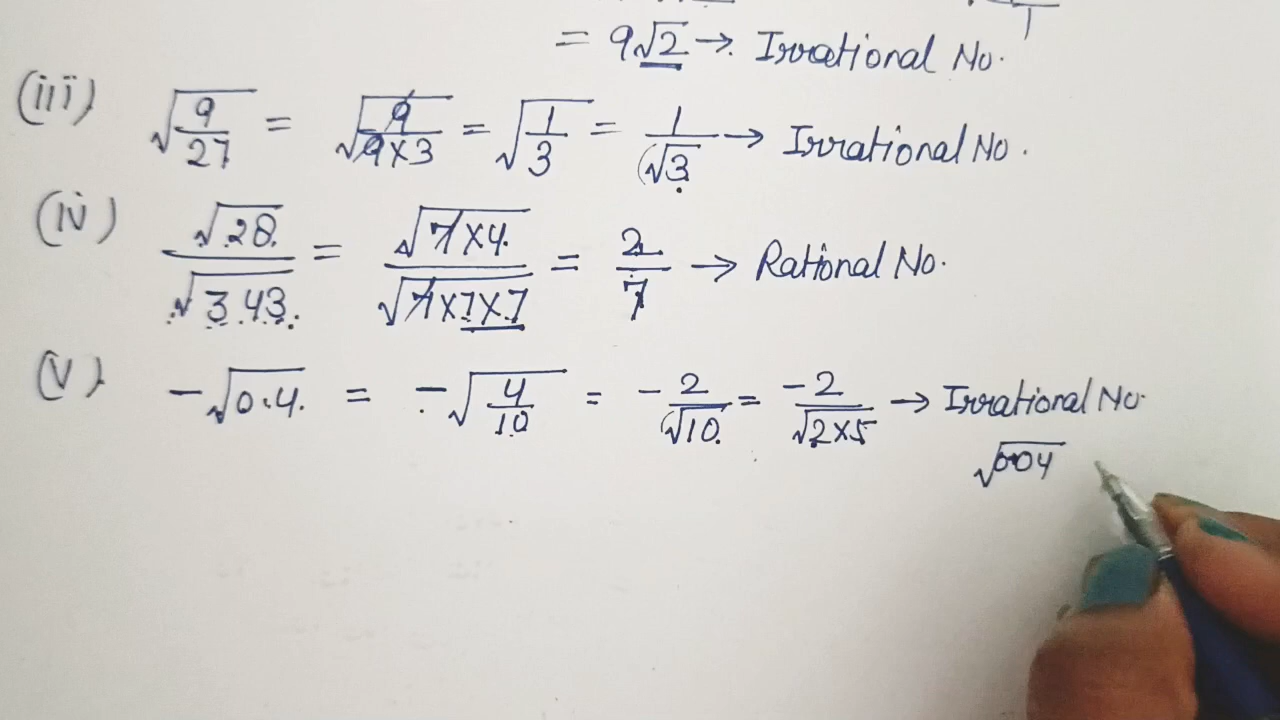 = 9√2 → Irrational No.
(iii) √(9/27) = √(9/(9×3)) = √(1/3) = 1/(√3) → Irrational No.
(iv) √28/√343 = √(7×4)/√(7×7×7) = 2/7 → Rational No.
(v) -√0.4 = -√(4/10) = -2/√10 = -2/√(2×5) → Irrational No.
√0.04